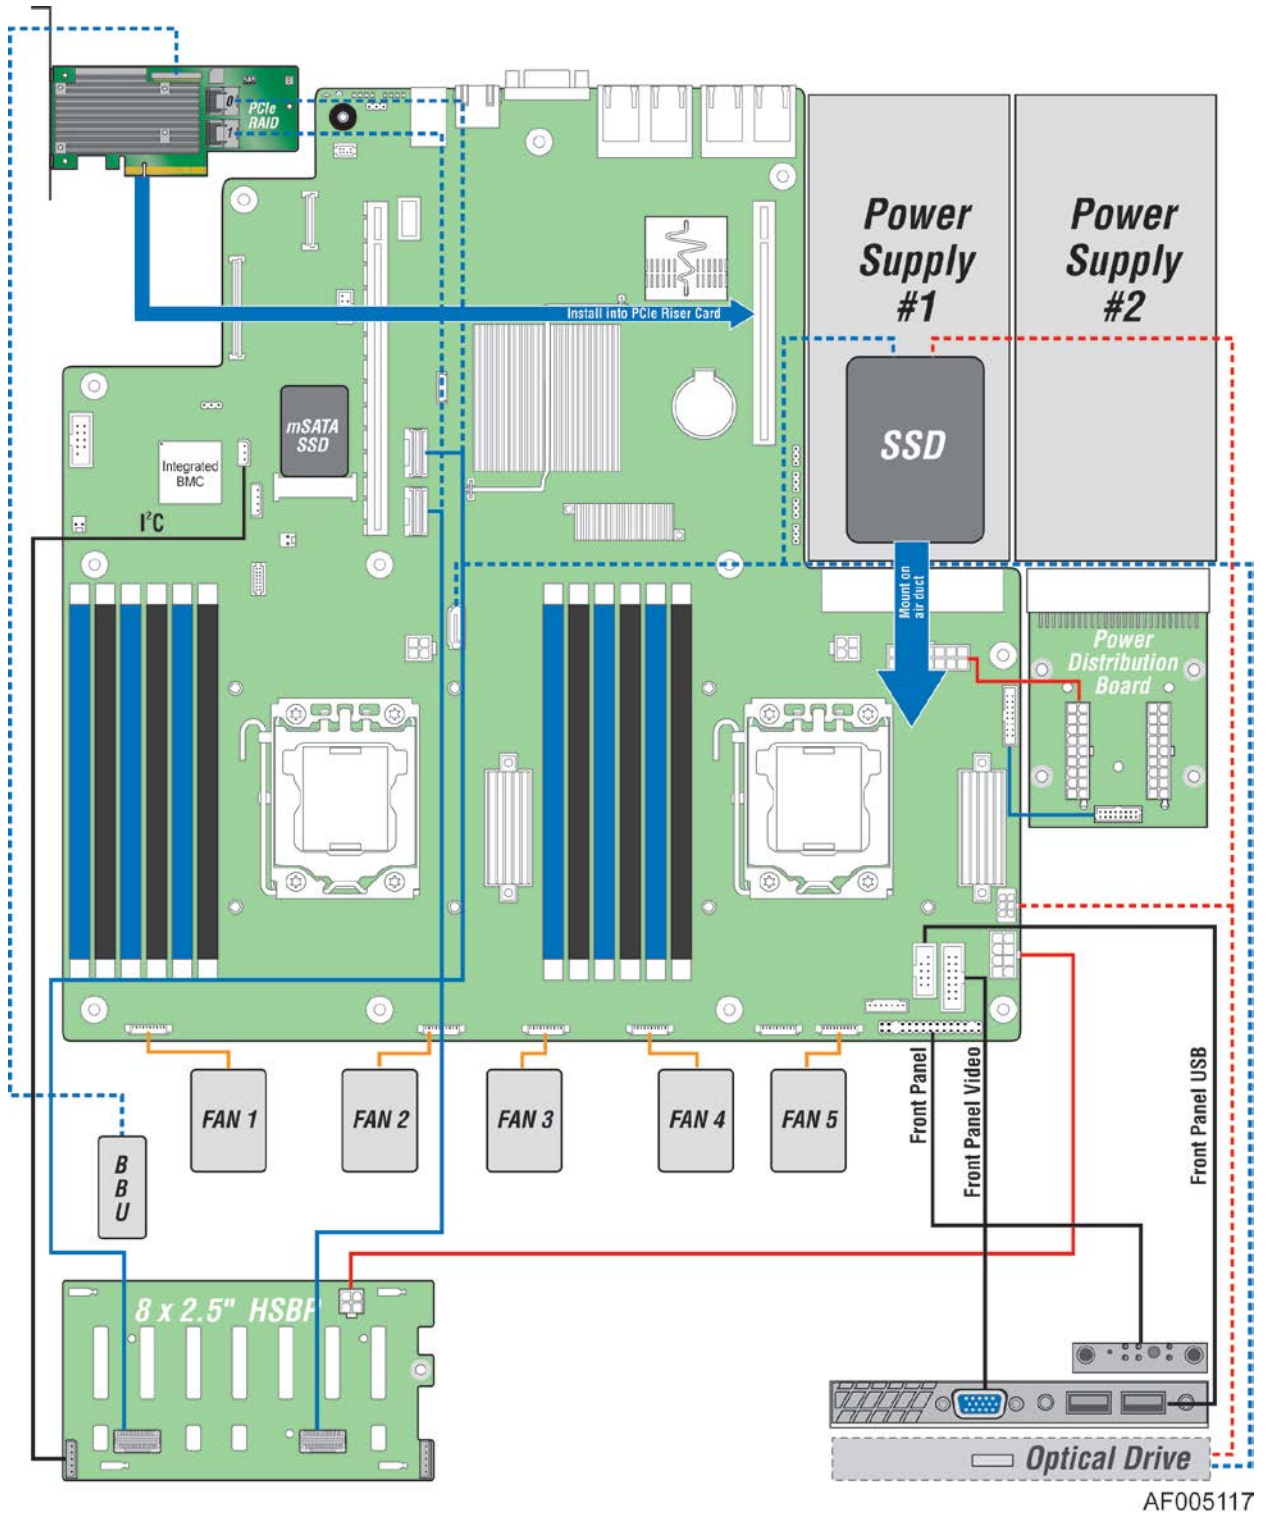 0
PCIe
RAID
1
Power
Supply
#1
Power
Supply
#2
Install into PCIe Riser Card
mSATA
SSD
SSD
Integrated
BMC
I²C
Mount on
air duct
Power
Distribution
Board
FAN 1
FAN 2
FAN 3
FAN 4
FAN 5
Front Panel
Front Panel Video
Front Panel USB
B
B
U
8 x 2.5" HSBP
Optical Drive
AF005117